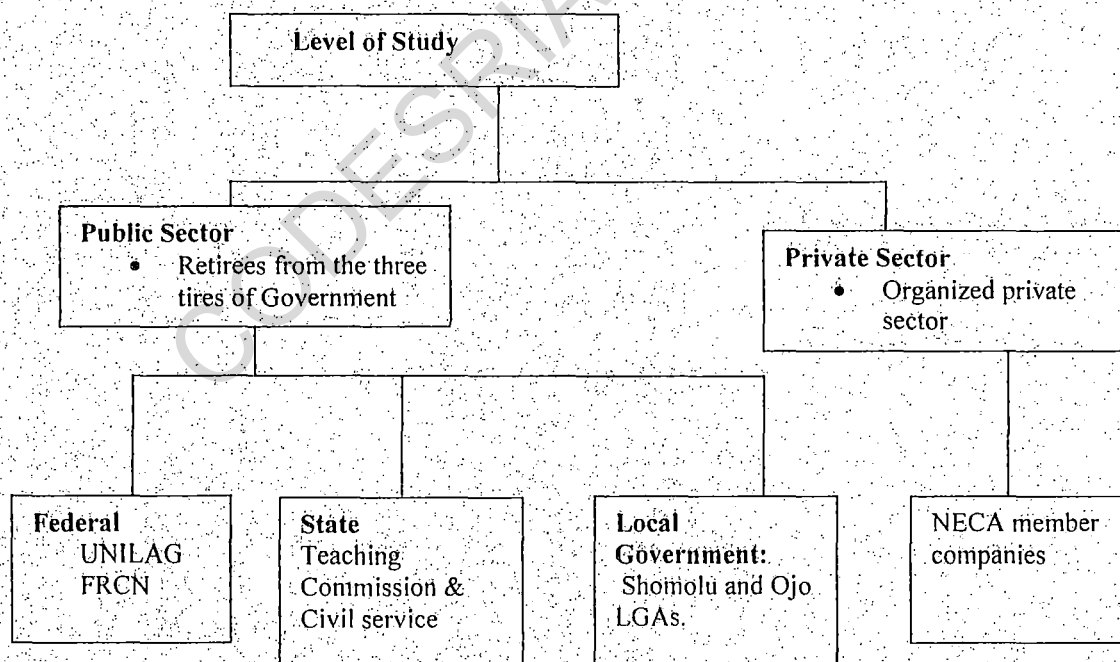 Level of Study
Public Sector
• Retirees from the three
tires of Government
Private Sector
• Organized private
sector
Federal
UNILAG
FRCN
State
Teaching
Commission &
Civil service
Local
Government:
Shomolu and Ojo
LGAs.
NECA member
companies
CODESRIA